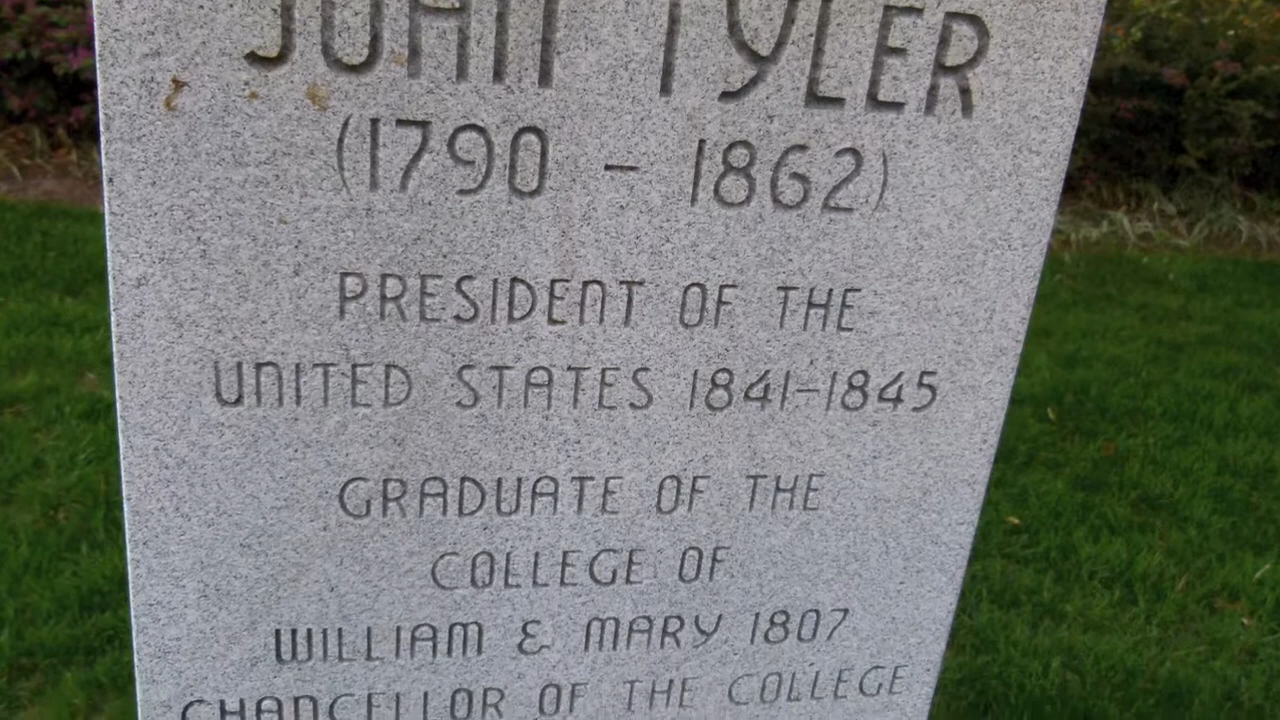 JOHN TYLER
(1790 - 1862)
PRESIDENT OF THE
UNITED STATES 1841-1845
GRADUATE OF THE
COLLEGE OF
WILLIAM & MARY 1807
CHANCELLOR OF THE COLLEGE